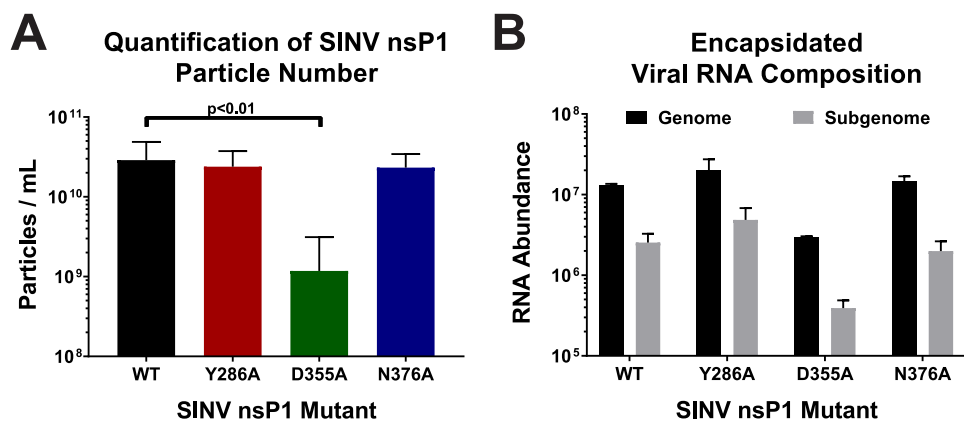 A
Quantification of SINV nsP1
Particle Number
p<0.01
10¹¹
10¹⁰
10⁹
10⁸
Particles / mL
WT Y286A D355A N376A
SINV nsP1 Mutant
B
Encapsidated
Viral RNA Composition
Genome Subgenome
10⁸
10⁷
10⁶
10⁵
RNA Abundance
WT Y286A D355A N376A
SINV nsP1 Mutant